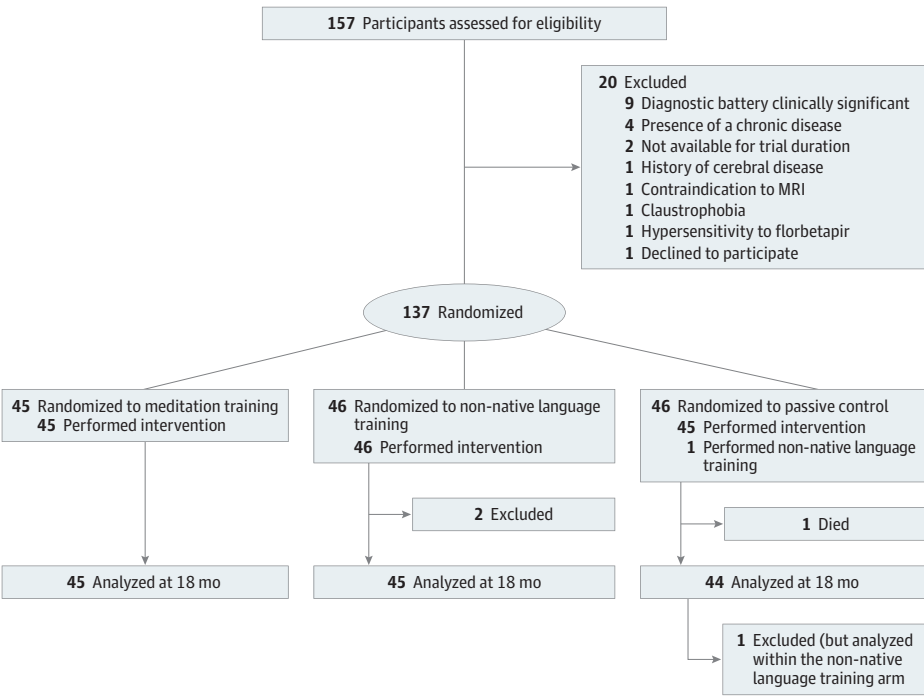 157 Participants assessed for eligibility
20 Excluded
9 Diagnostic battery clinically significant
4 Presence of a chronic disease
2 Not available for trial duration
1 History of cerebral disease
1 Contraindication to MRI
1 Claustrophobia
1 Hypersensitivity to florbetapir
1 Declined to participate
137 Randomized
45 Randomized to meditation training
45 Performed intervention
46 Randomized to non-native language
training
46 Performed intervention
46 Randomized to passive control
45 Performed intervention
1 Performed non-native language
training
2 Excluded
1 Died
45 Analyzed at 18 mo
45 Analyzed at 18 mo
44 Analyzed at 18 mo
1 Excluded (but analyzed
within the non-native
language training arm